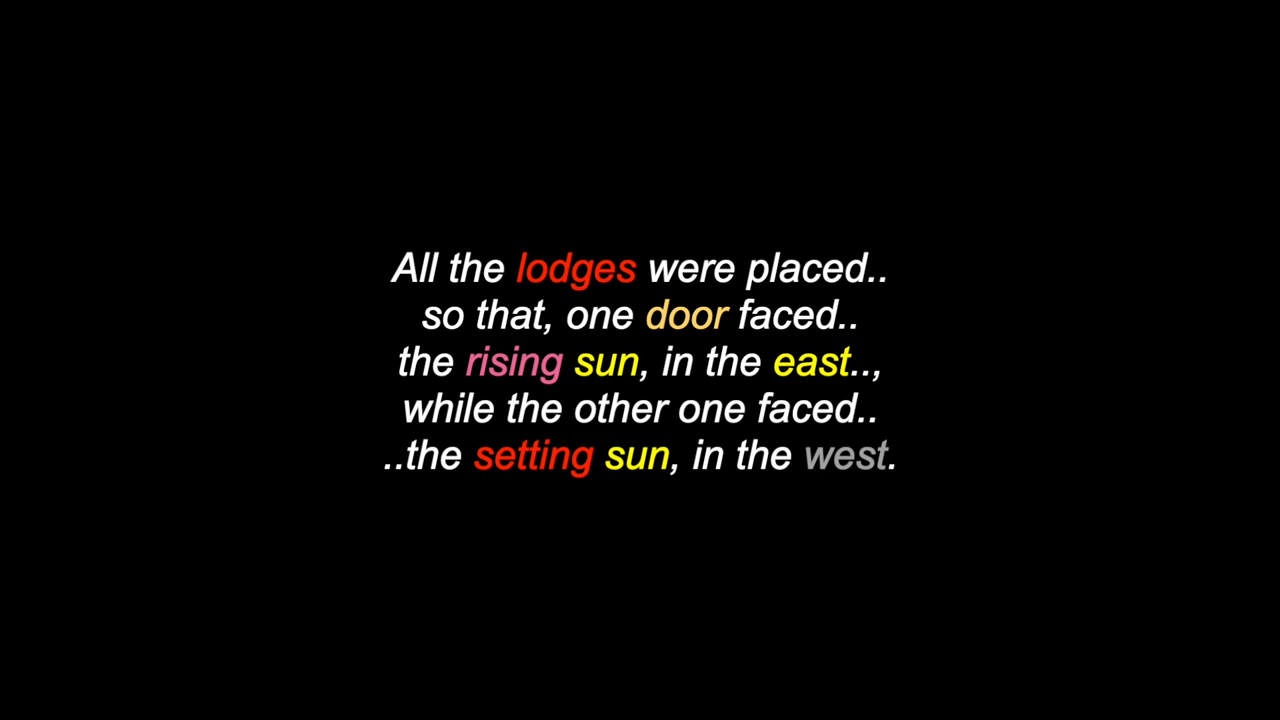 All the lodges were placed..
so that, one door faced..
the rising sun, in the east..,
while the other one faced..
..the setting sun, in the west.